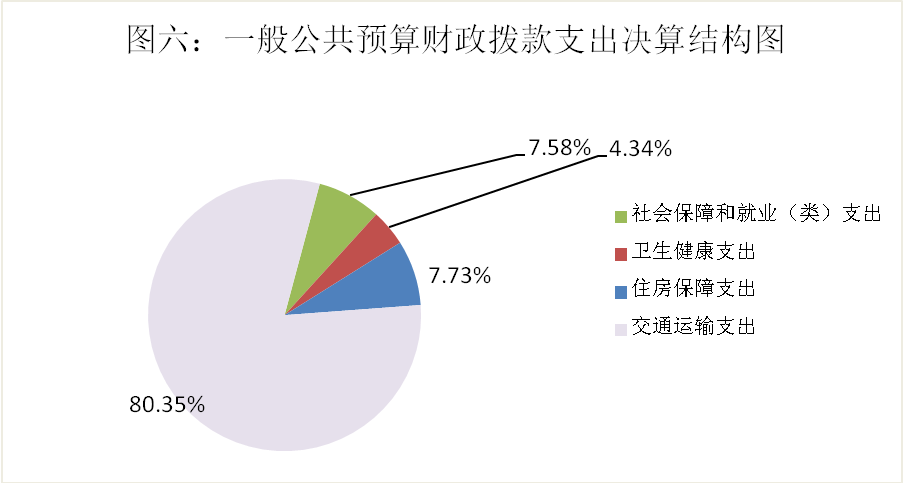 图六：一般公共预算财政拨款支出决算结构图
7.58%
4.34%
7.73%
80.35%
社会保障和就业（类）支出
卫生健康支出
住房保障支出
交通运输支出